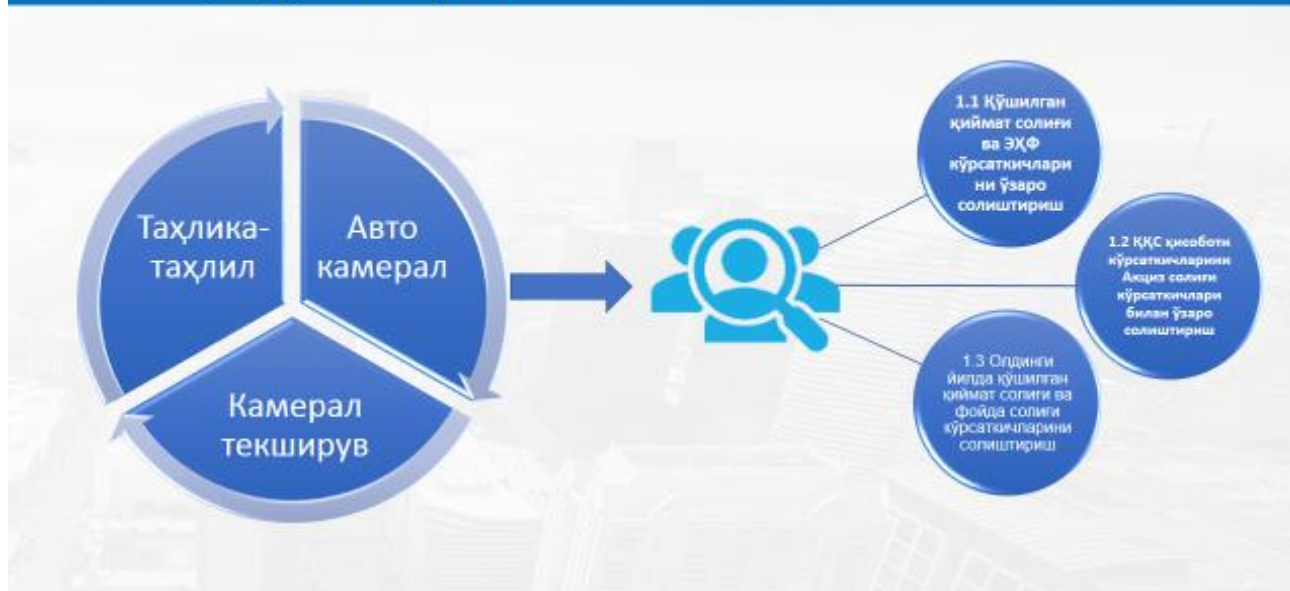 Таҳлика-
таҳлил
Авто
камерал
Камерал
текширув
1.1 Қўшилган
қиймат солиғи
ва ЭҲФ
кўрсаткичлари
ни ўзаро
солиштириш
1.2 ҚҚС ҳисоботи
кўрсаткичларини
Акциз солиғи
кўрсаткичлари
билан ўзаро
солиштириш
1.3 Олдинги
йилда қўшилган
қиймат солиғи ва
фойда солиғи
кўрсаткичларини
солиштириш